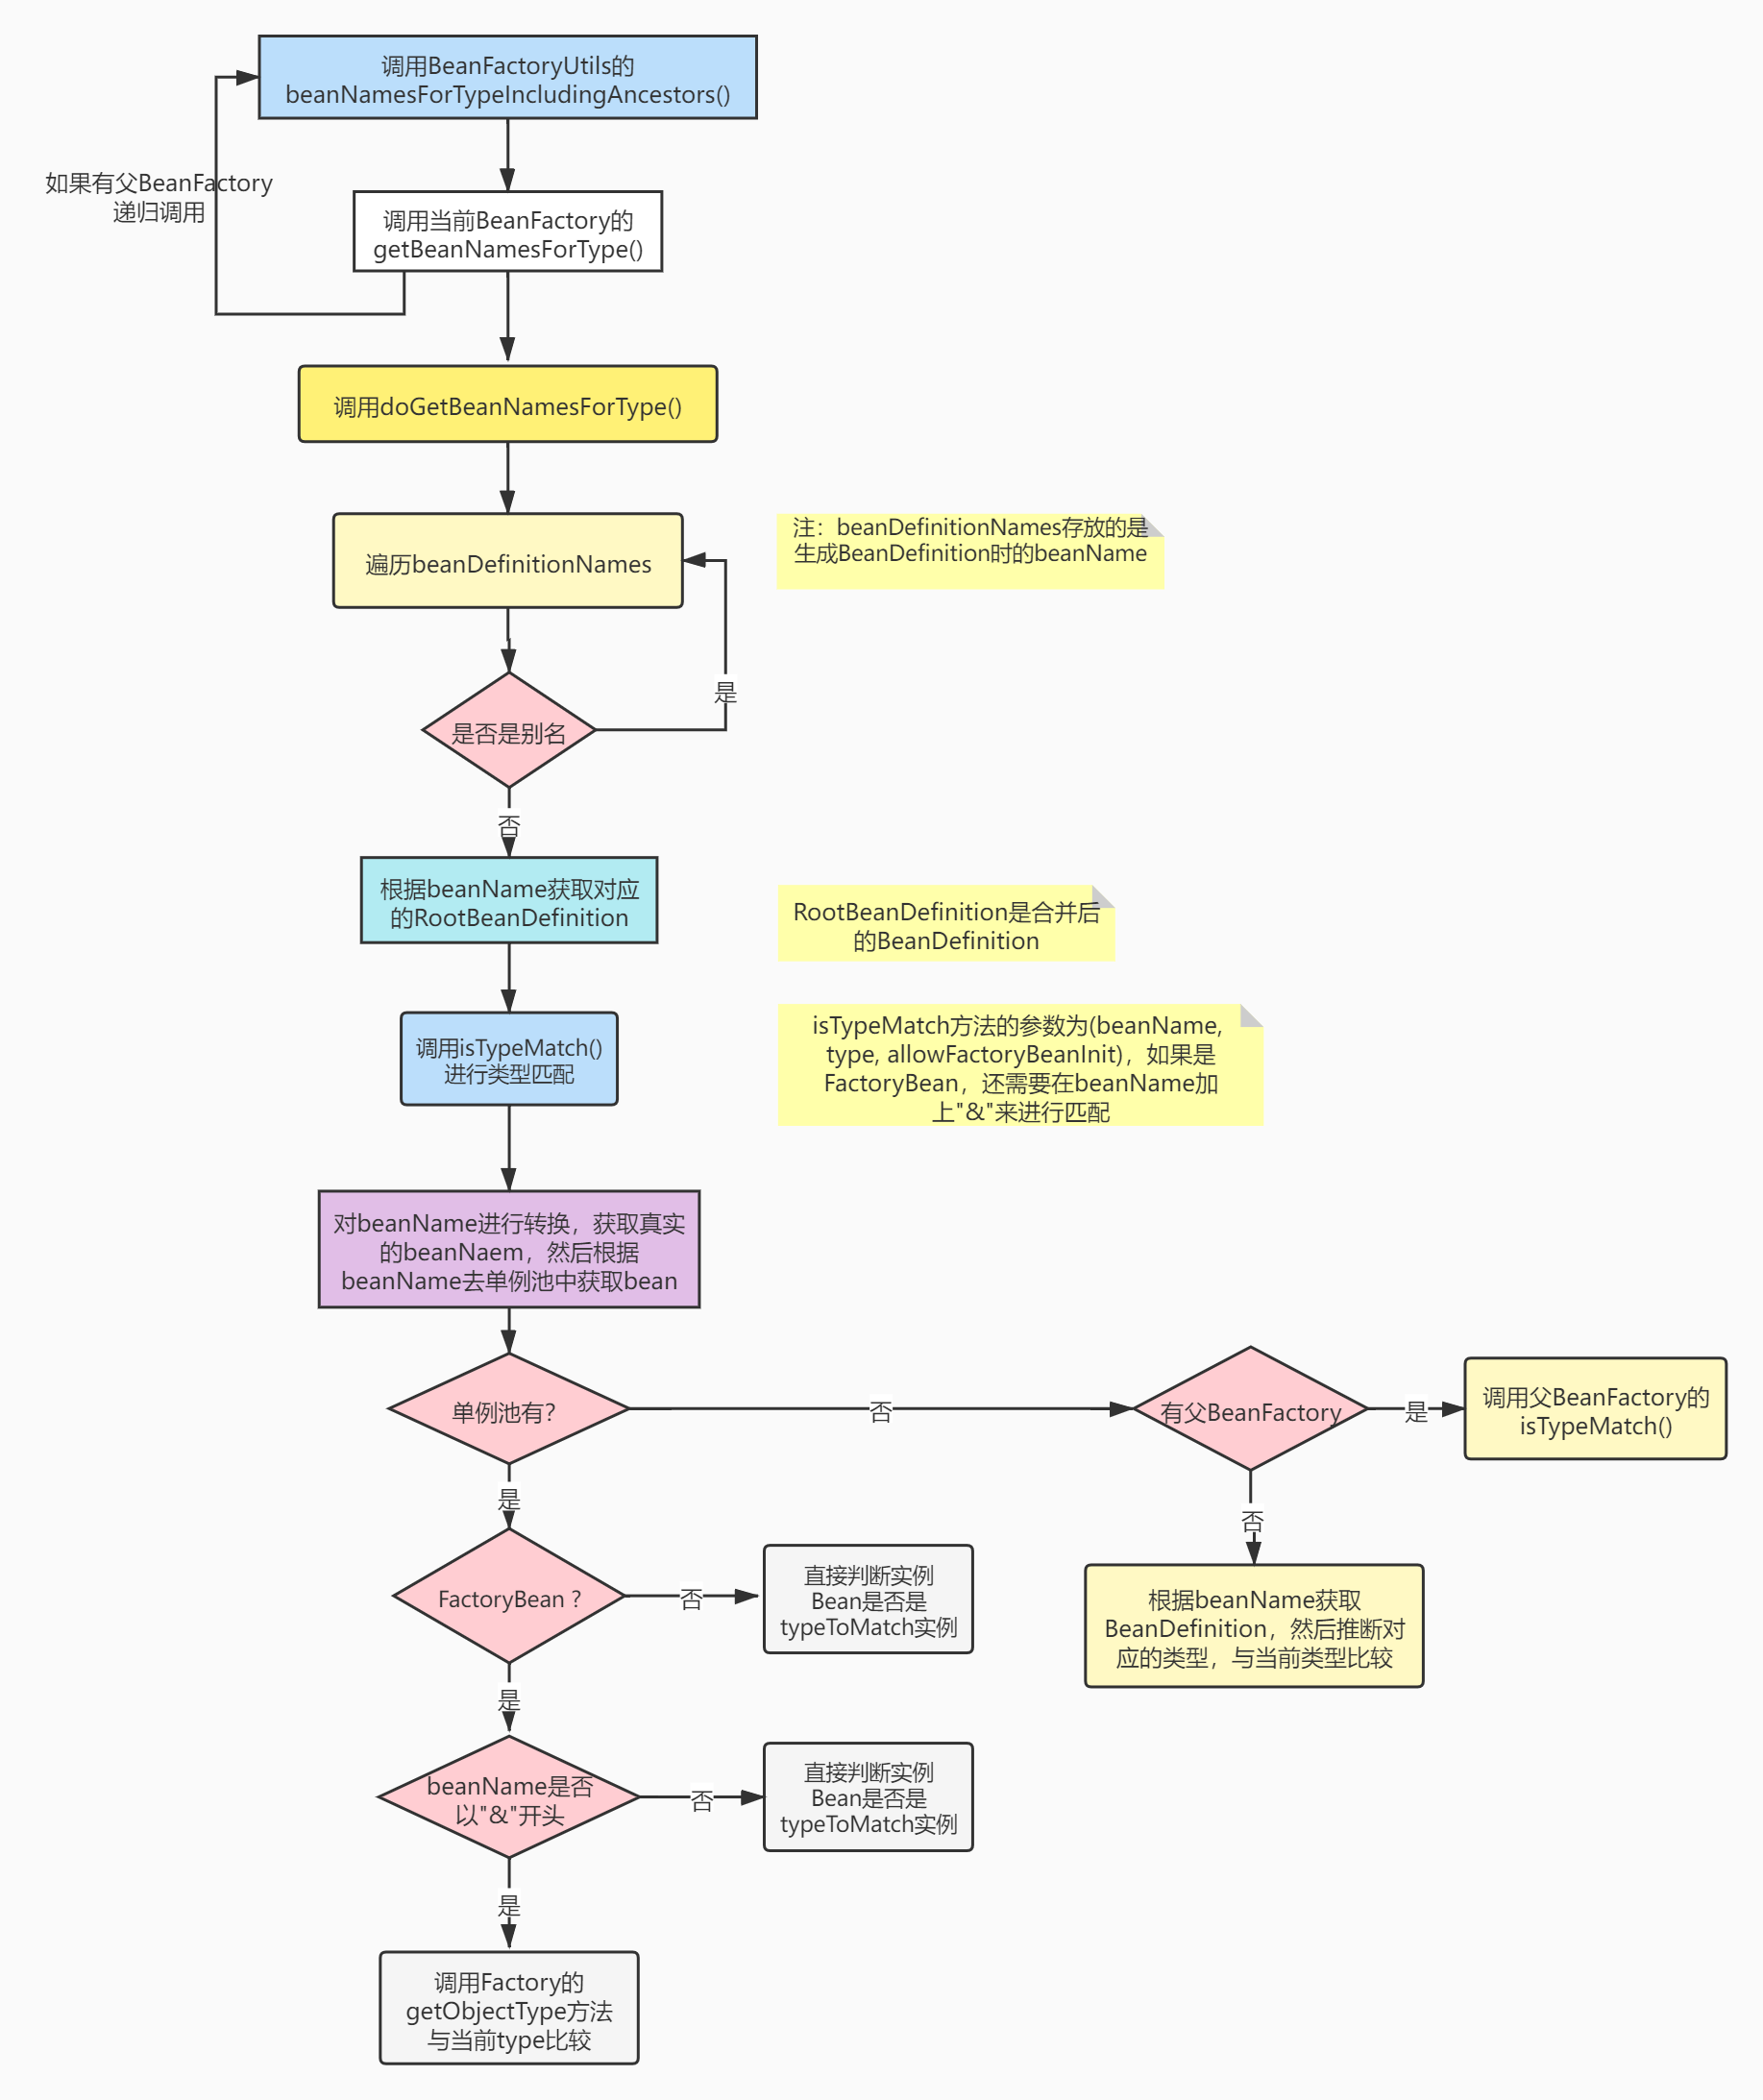 调用BeanFactoryUtils的
beanNamesForTypeIncludingAncestors()
如果有父BeanFactory
递归调用
调用当前BeanFactory的
getBeanNamesForType()
调用doGetBeanNamesForType()
遍历beanDefinitionNames
注：beanDefinitionNames存放的是
生成BeanDefinition时的beanName
是
是否是别名
否
根据beanName获取对应
的RootBeanDefinition
RootBeanDefinition是合并后
的BeanDefinition
调用isTypeMatch()
进行类型匹配
isTypeMatch方法的参数为(beanName,
type, allowFactoryBeanInit)，如果是
FactoryBean，还需要在beanName加
上"&"来进行匹配
对beanName进行转换，获取真实
的beanNaem，然后根据
beanName去单例池中获取bean
单例池有?
否
有父BeanFactory
是
调用父BeanFactory的
isTypeMatch()
是
否
FactoryBean ?
否
直接判断实例
Bean是否是
typeToMatch实例
根据beanName获取
BeanDefinition，然后推断对
应的类型，与当前类型比较
是
beanName是否
以"&"开头
否
直接判断实例
Bean是否是
typeToMatch实例
是
调用Factory的
getObjectType方法
与当前type比较